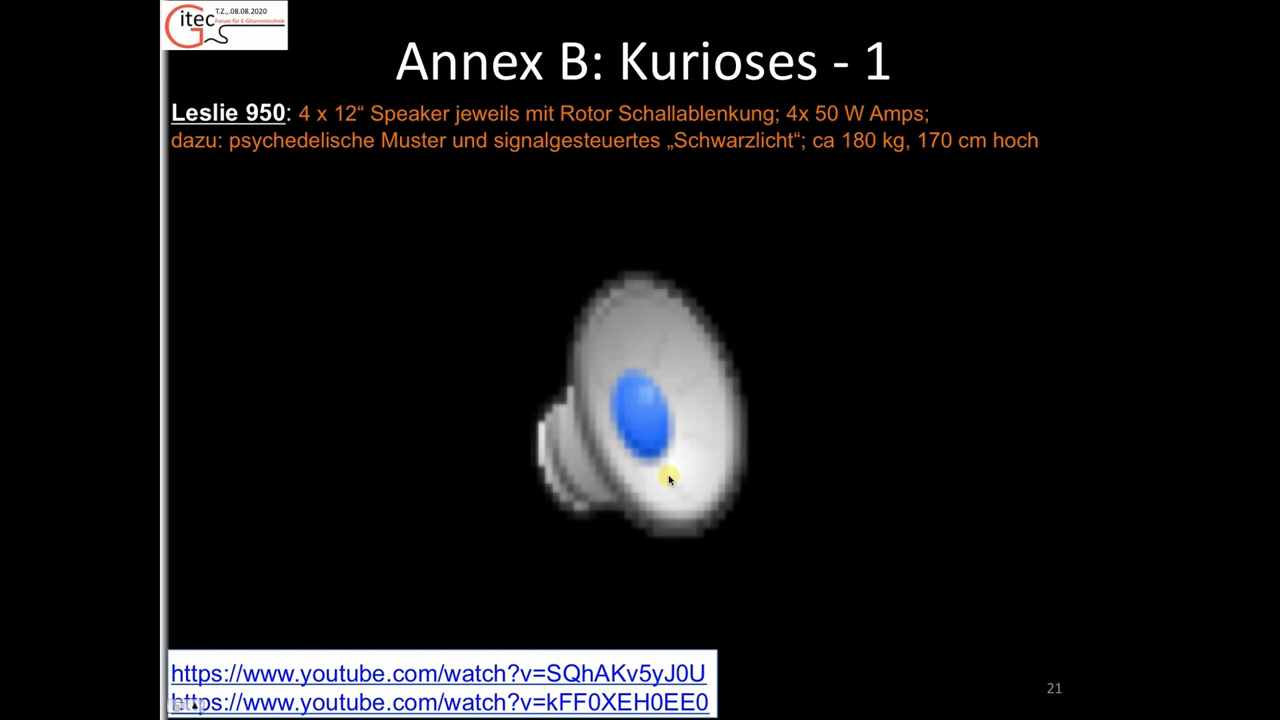 Gitec
T.Z.,.08.08.2020
Forum für E-Gitarrentechnik
Annex B: Kurioses - 1
Leslie 950: 4 x 12“ Speaker jeweils mit Rotor Schallablenkung; 4x 50 W Amps;
dazu: psychedelische Muster und signalgesteuertes „Schwarzlicht“; ca 180 kg, 170 cm hoch
https://www.youtube.com/watch?v=SQhAKv5yJ0U
https://www.youtube.com/watch?v=kFF0XEH0EE0
21